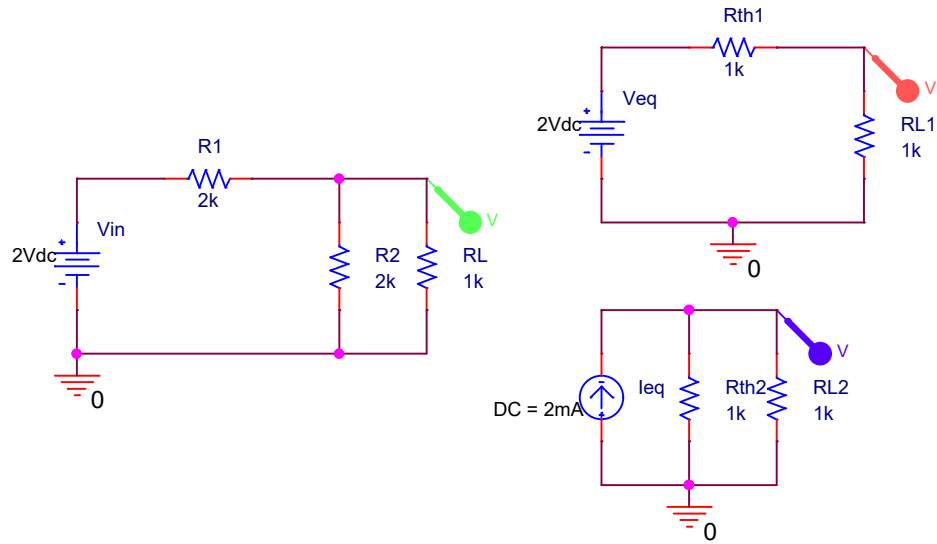 R1
2k
Vin
2Vdc
+
-
R2
2k
RL
1k
V
0
Rth1
1k
Veq
2Vdc
+
-
RL1
1k
V
0
Ieq
DC = 2mA
-
+
Rth2
1k
RL2
1k
V
0